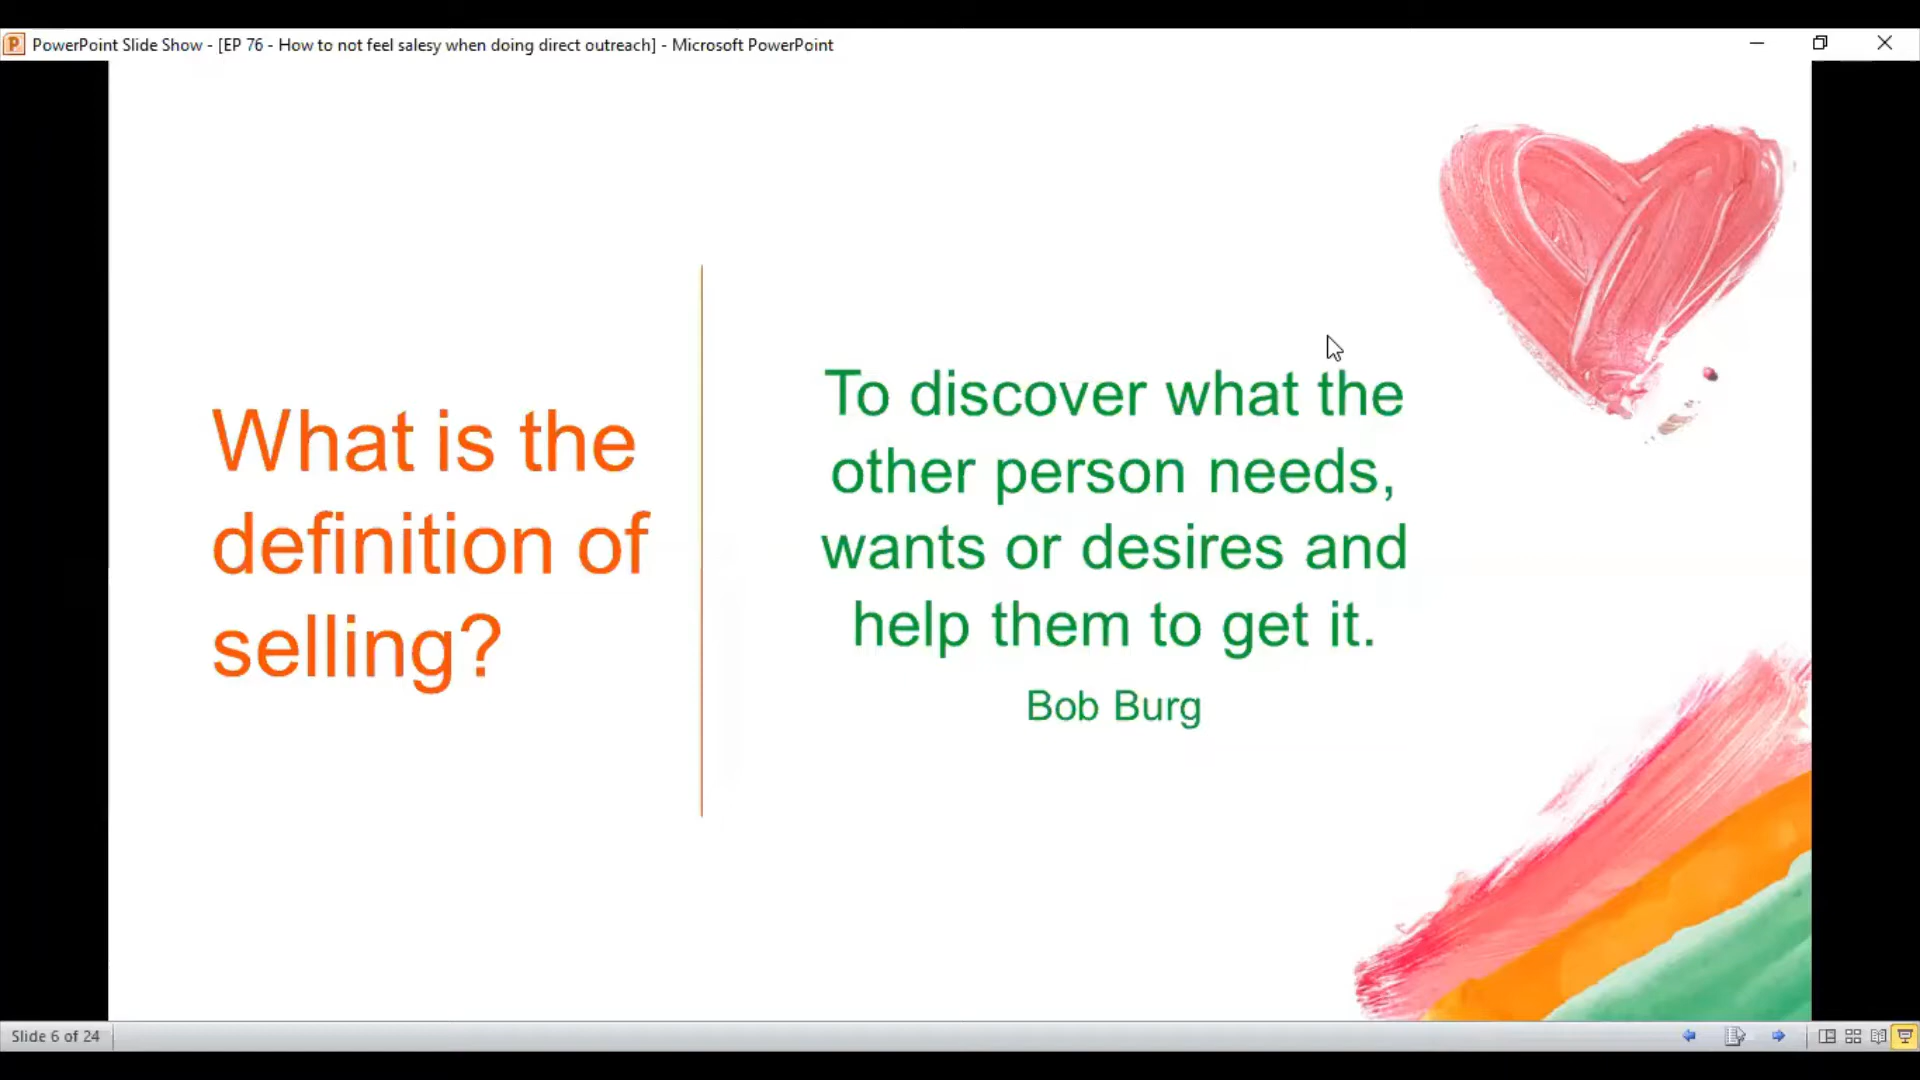 PowerPoint Slide Show - [EP 76 - How to not feel salesy when doing direct outreach] - Microsoft PowerPoint
What is the
definition of
selling?
To discover what the
other person needs,
wants or desires and
help them to get it.
Bob Burg
Slide 6 of 24